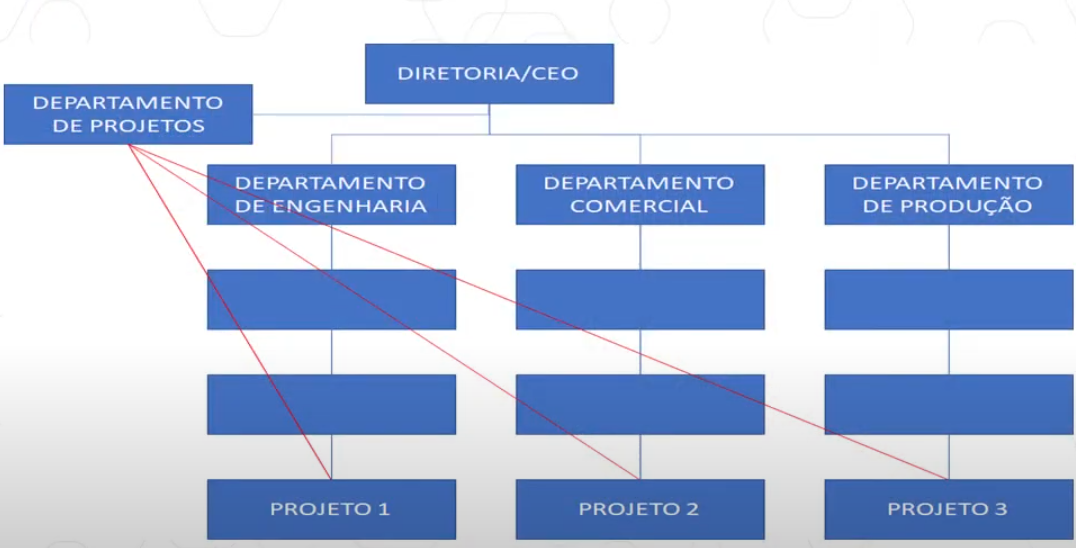 DIRETORIA/CEO
DEPARTAMENTO
DE PROJETOS
DEPARTAMENTO
DE ENGENHARIA
DEPARTAMENTO
COMERCIAL
DEPARTAMENTO
DE PRODUÇÃO
PROJETO 1
PROJETO 2
PROJETO 3